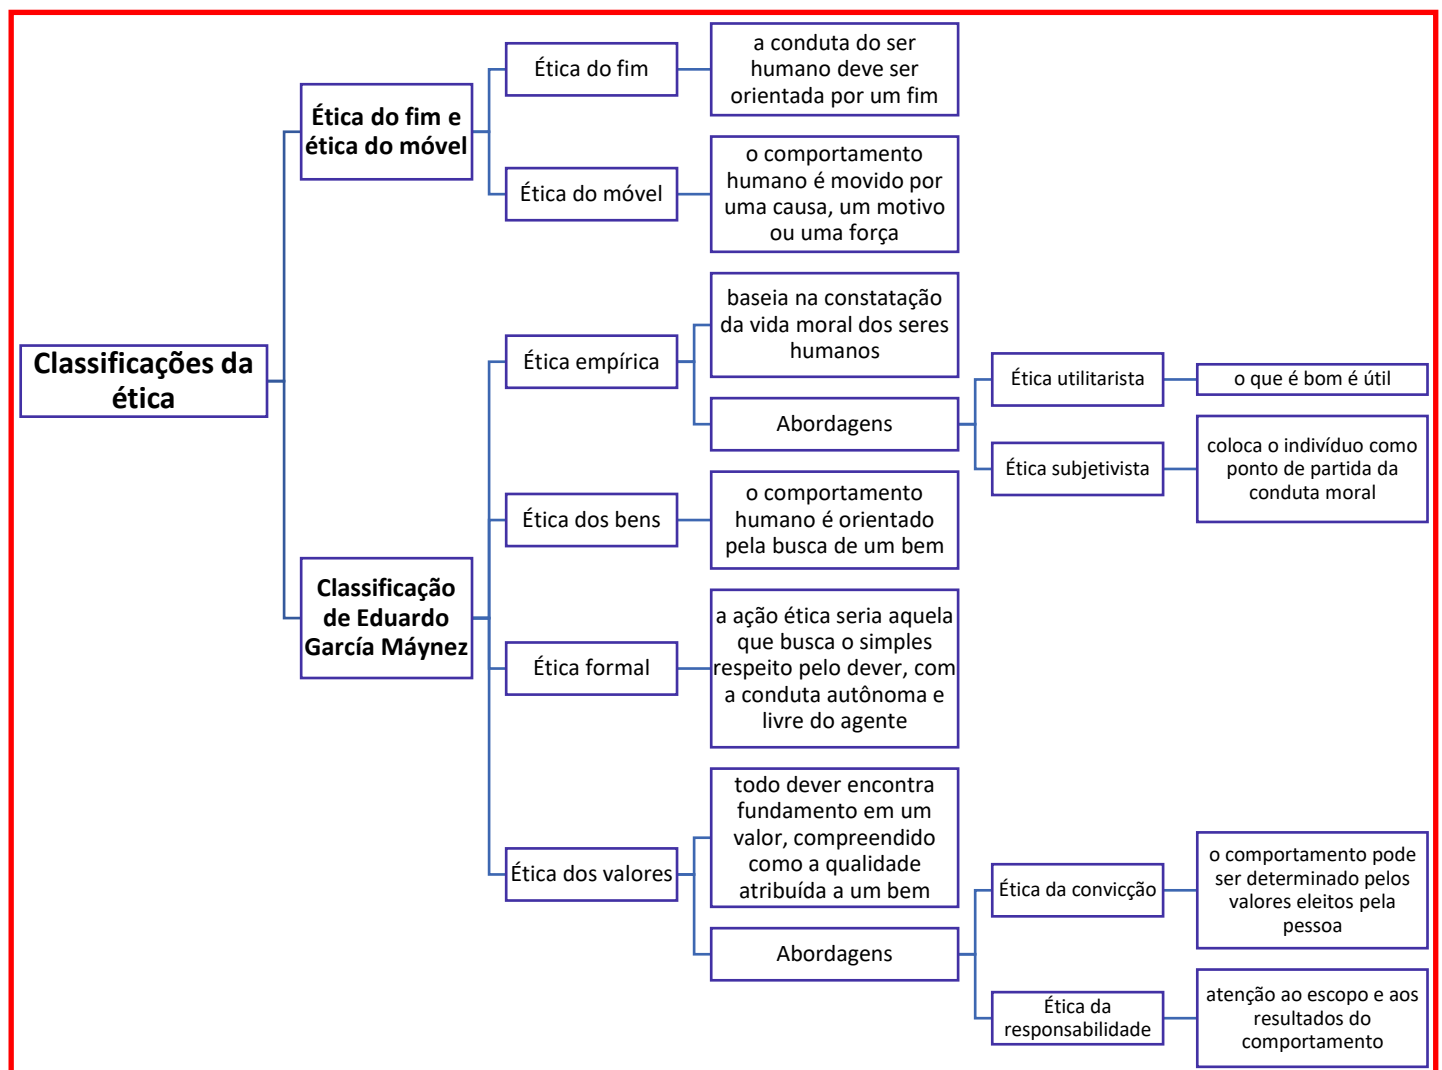 Classificações da
ética
Ética do fim e
ética do móvel
Ética do fim
a conduta do ser
humano deve ser
orientada por um fim
Ética do móvel
o comportamento
humano é movido por
uma causa, um motivo
ou uma força
Classificação
de Eduardo
García Máynez
Ética empírica
baseia na constatação
da vida moral dos seres
humanos
Abordagens
Ética utilitarista
o que é bom é útil
Ética subjetivista
coloca o indivíduo como
ponto de partida da
conduta moral
Ética dos bens
o comportamento
humano é orientado
pela busca de um bem
Ética formal
a ação ética seria aquela
que busca o simples
respeito pelo dever, com
a conduta autônoma e
livre do agente
Ética dos valores
todo dever encontra
fundamento em um
valor, compreendido
como a qualidade
atribuída a um bem
Abordagens
Ética da convicção
o comportamento pode
ser determinado pelos
valores eleitos pela
pessoa
Ética da
responsabilidade
atenção ao escopo e aos
resultados do
comportamento